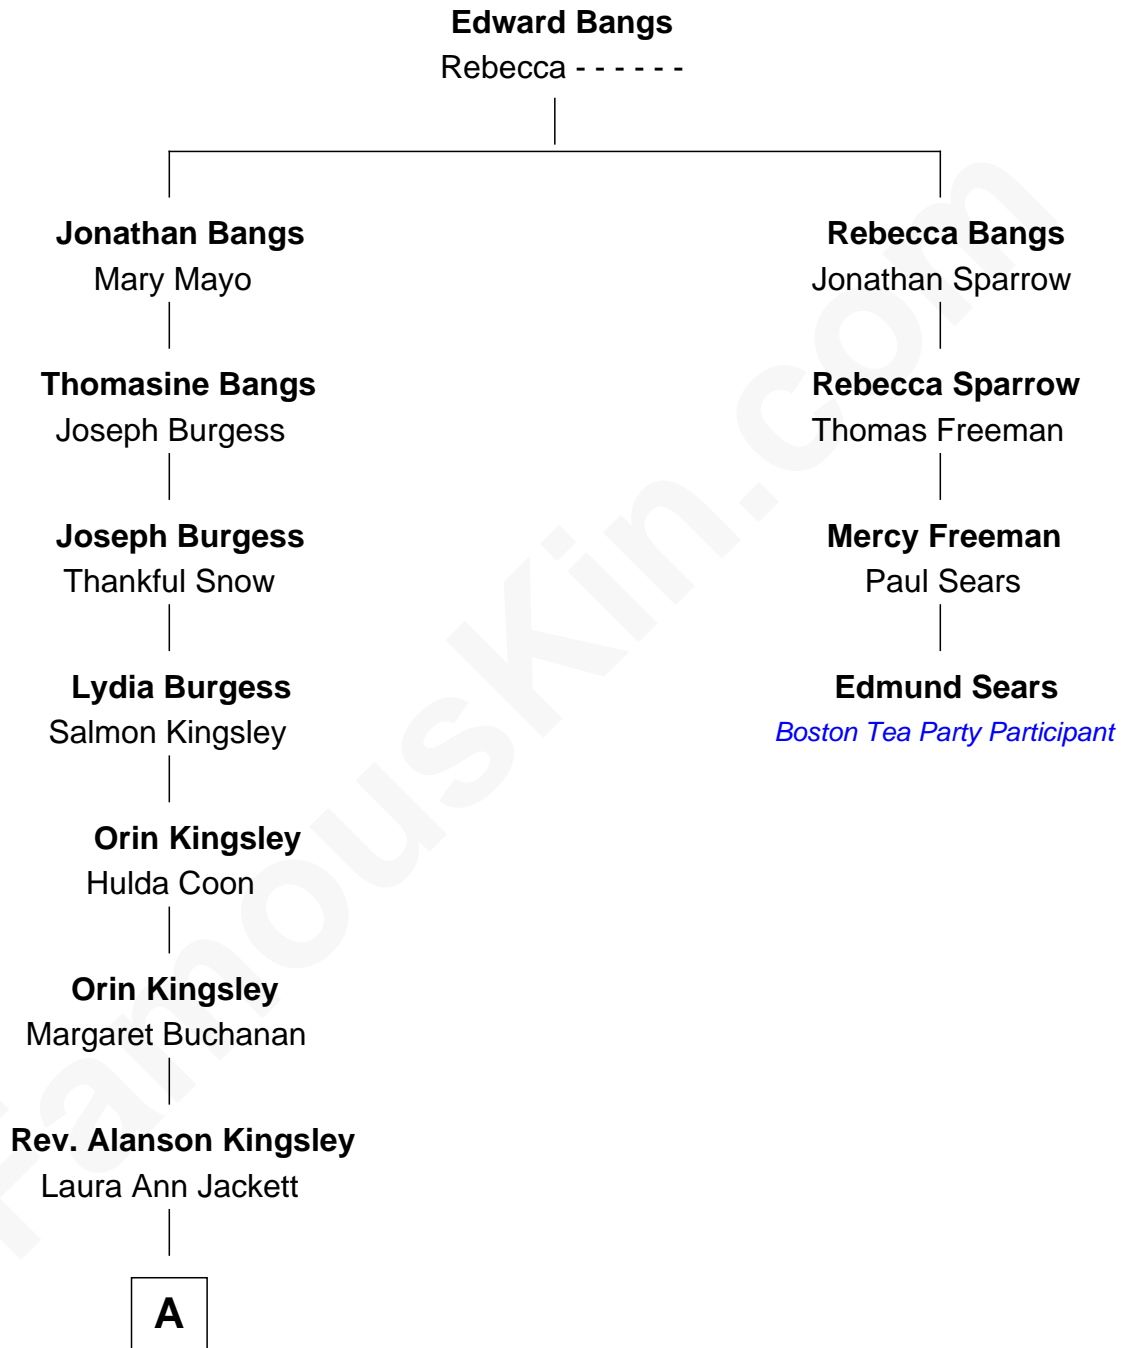 Edward Bangs
Rebecca - - - - - -
Jonathan Bangs
Mary Mayo
Rebecca Bangs
Jonathan Sparrow
Thomasine Bangs
Joseph Burgess
Rebecca Sparrow
Thomas Freeman
Joseph Burgess
Thankful Snow
Mercy Freeman
Paul Sears
Lydia Burgess
Salmon Kingsley
Edmund Sears
Boston Tea Party Participant
Orin Kingsley
Hulda Coon
Orin Kingsley
Margaret Buchanan
Rev. Alanson Kingsley
Laura Ann Jackett
A
FamousKin.com